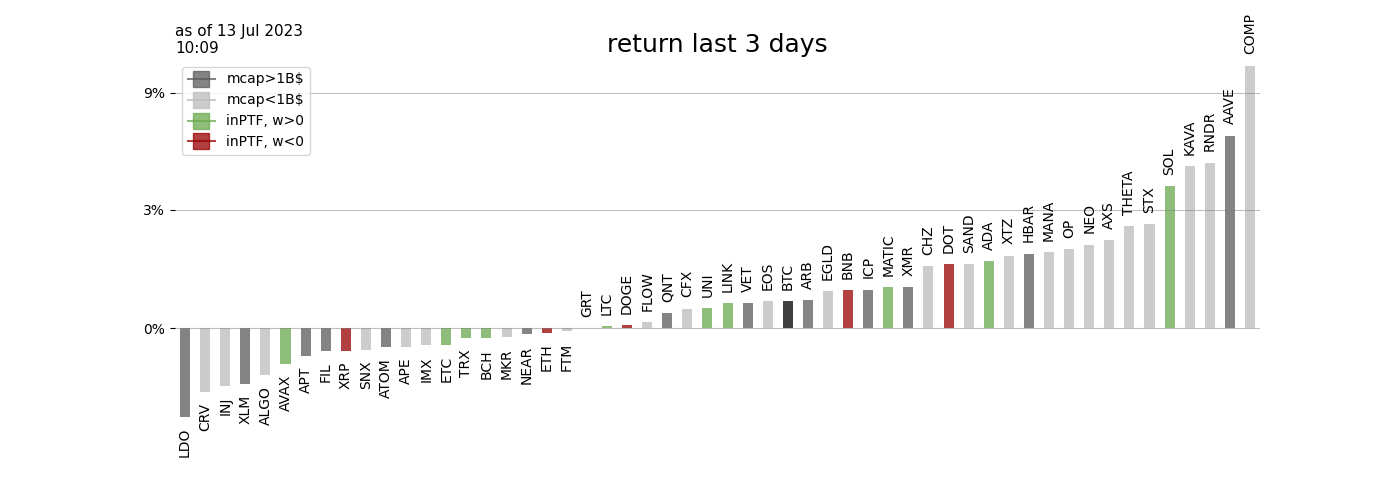 as of 13 Jul 2023
10:09
return last 3 days
mcap>1B$
mcap<1B$
inPTF, w>0
inPTF, w<0
9%
3%
0%
LDO
CRV
INJ
XLM
ALGO
AVAX
APT
FIL
XRP
SNX
ATOM
APE
IMX
ETC
TRX
BCH
MKR
NEAR
ETH
FTM
GRT
LTC
DOGE
FLOW
QNT
CFX
UNI
LINK
VET
EOS
BTC
ARB
EGLD
BNB
ICP
MATIC
XMR
CHZ
DOT
SAND
ADA
XTZ
HBAR
MANA
OP
NEO
AXS
THETA
STX
SOL
KAVA
RNDR
AAVE
COMP